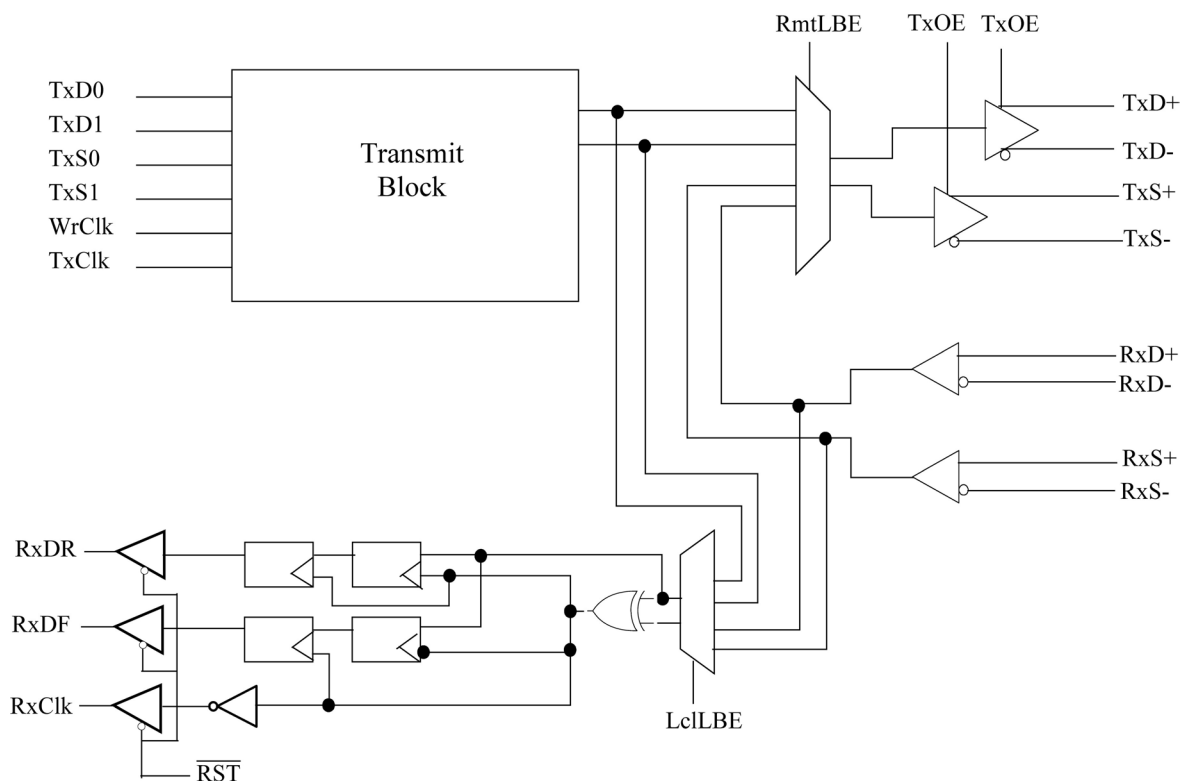 RmtLBE
TxOE
TxOE
TxD0
TxD1
TxS0
TxS1
WrClk
TxClk
Transmit
Block
TxD+
TxD-
TxS+
TxS-
RxD+
RxD-
RxS+
RxS-
RxDR
RxDF
RxClk
LclLBE
RST